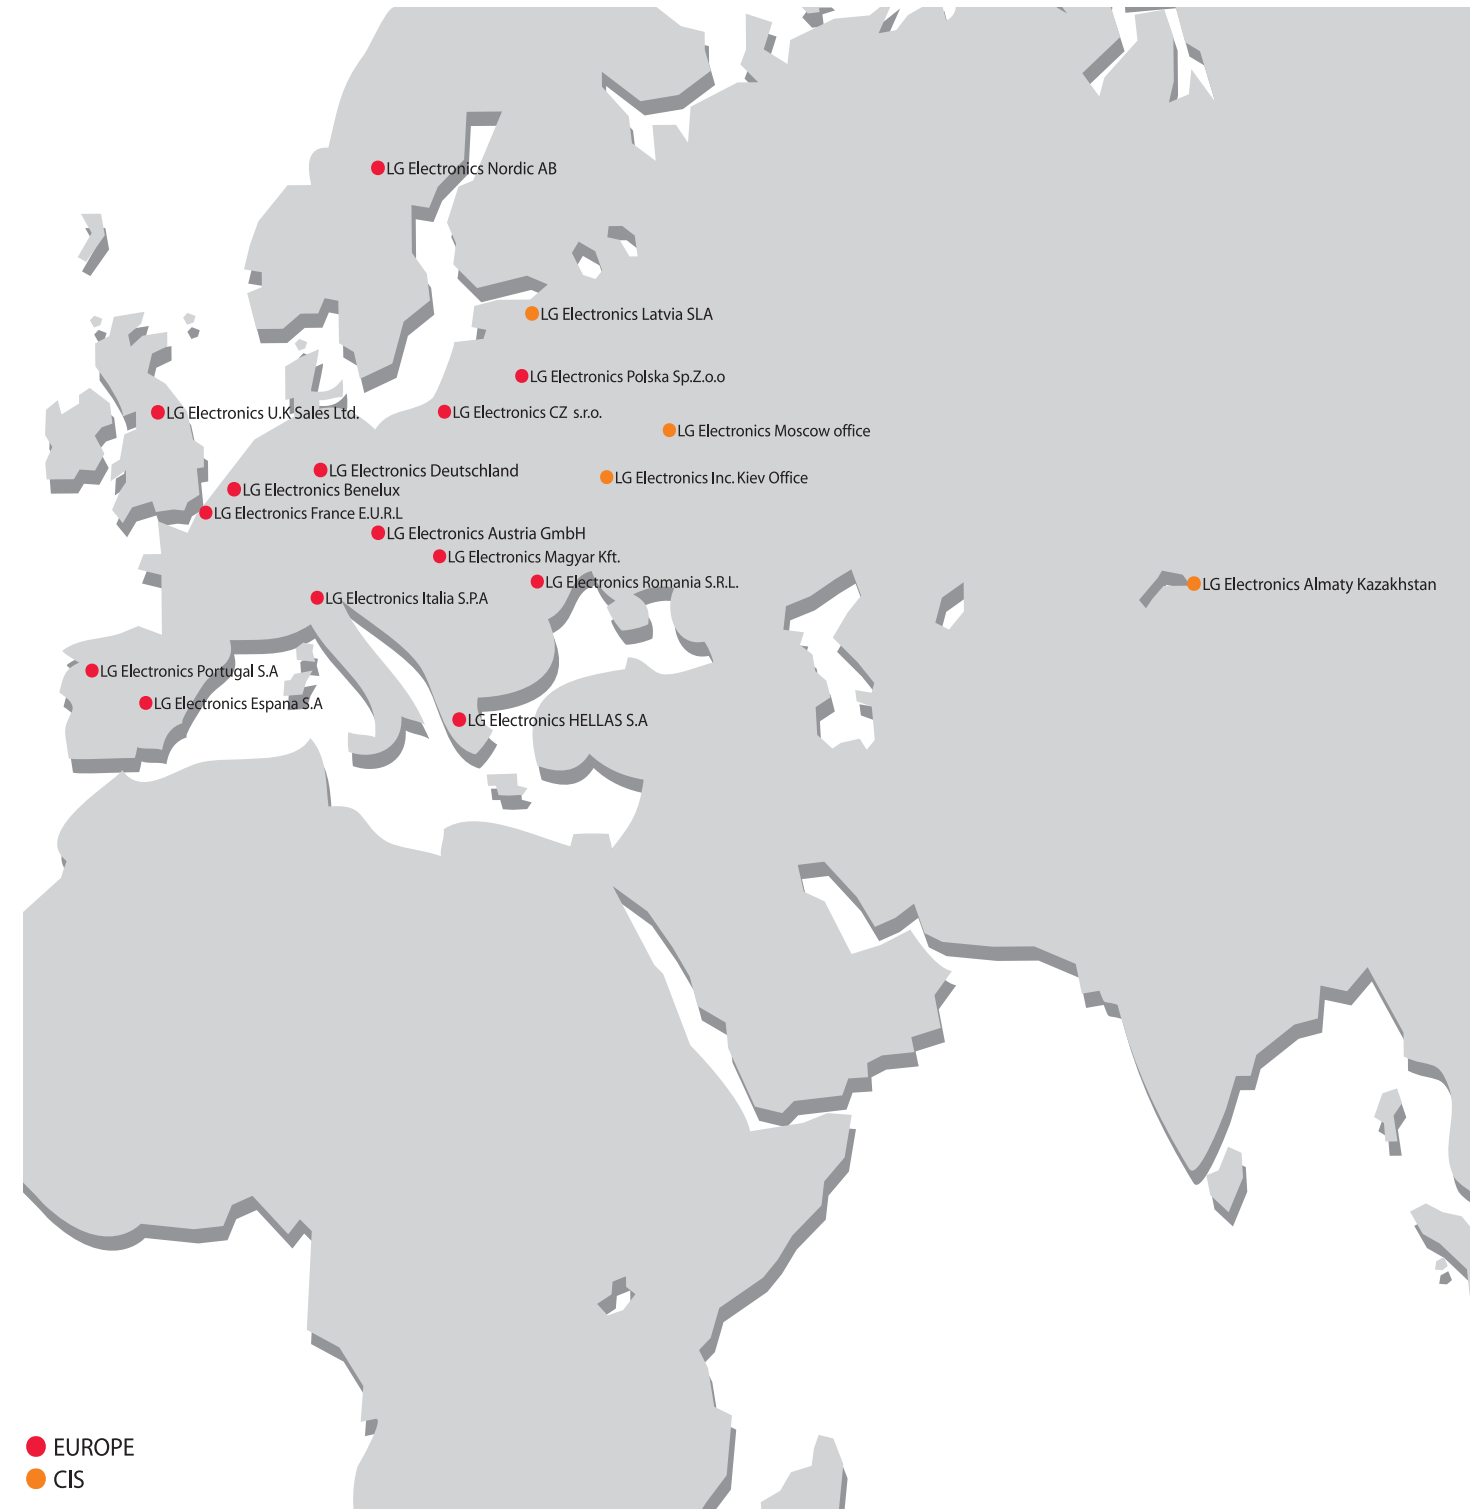 LG Electronics Nordic AB
LG Electronics Latvia SLA
LG Electronics Polska Sp.Z.o.o
LG Electronics U.K Sales Ltd.
LG Electronics CZ s.r.o.
LG Electronics Moscow office
LG Electronics Deutschland
LG Electronics Inc. Kiev Office
LG Electronics Benelux
LG Electronics France E.U.R.L
LG Electronics Austria GmbH
LG Electronics Magyar Kft.
LG Electronics Romania S.R.L.
LG Electronics Almaty Kazakhstan
LG Electronics Italia S.P.A
LG Electronics Portugal S.A
LG Electronics Espana S.A
LG Electronics HELLAS S.A
EUROPE
CIS